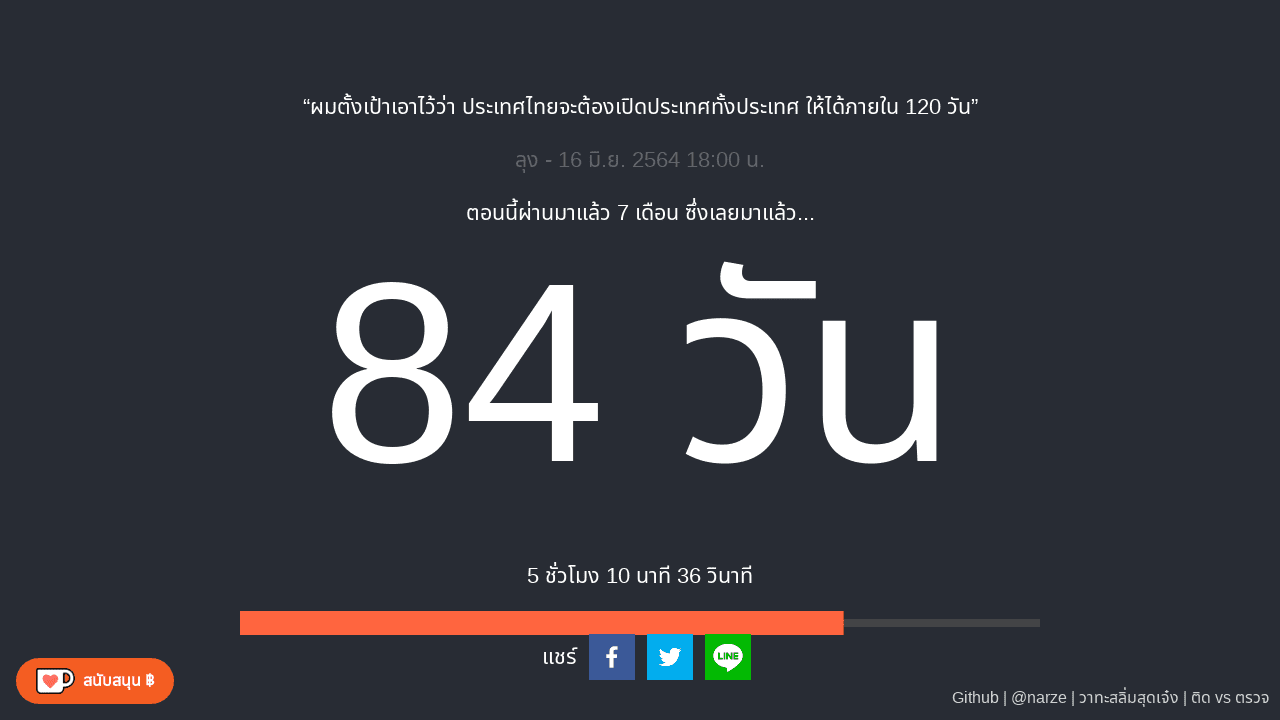 “ผมตั้งเป้าเอาไว้ว่า ประเทศไทยจะต้องเปิดประเทศทั้งประเทศ ให้ได้ภายใน 120 วัน”
ลุง - 16 มิ.ย. 2564 18:00 น.
ตอนนี้ผ่านมาแล้ว 7 เดือน ซึ่งเลยมาแล้ว...
84 วัน
5 ชั่วโมง 10 นาที 36 วินาที
แชร์
LINE
สนับสนุน ฿
Github | @narze | วาทะสลิ่มสุดเจ๋ง | ติด vs ตรวจ